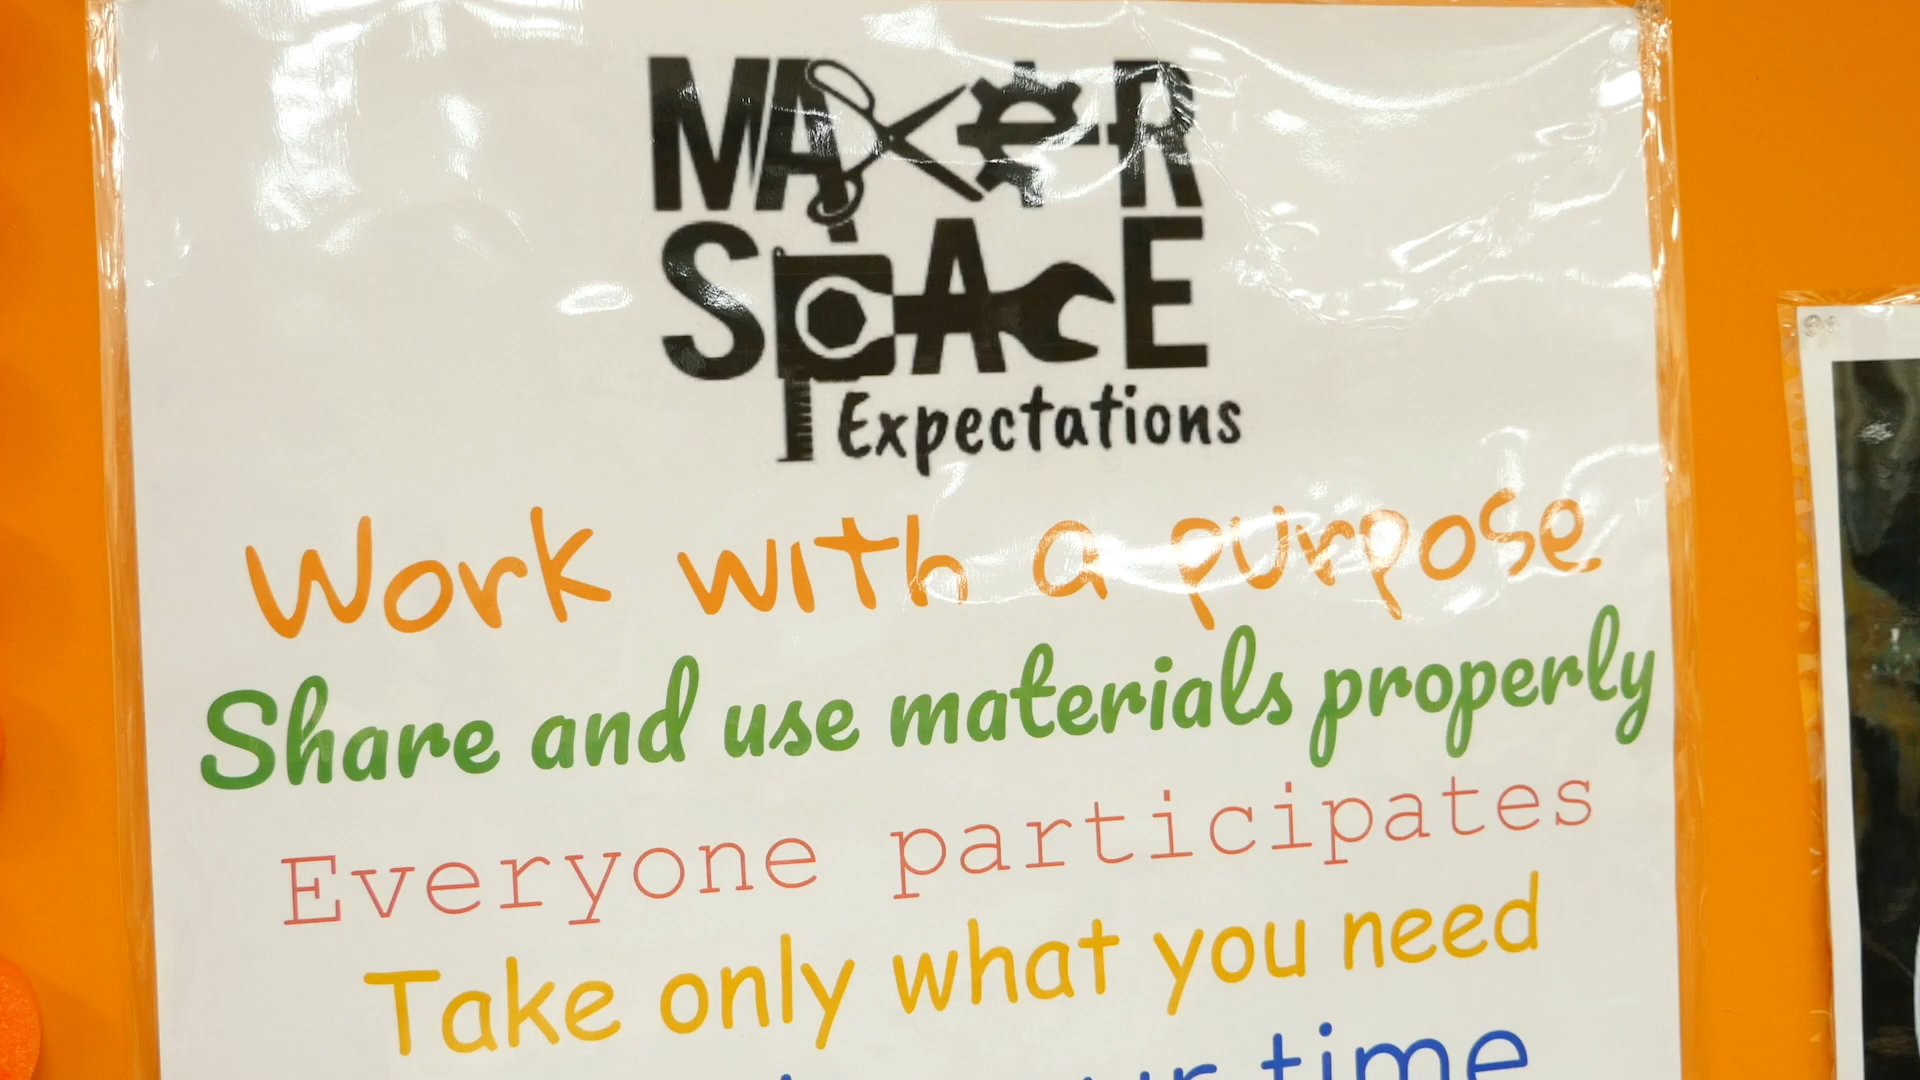 MAKeR
SPACE
Expectations
Work with a purpose
Share and use materials properly
Everyone participates
Take only what you need
time